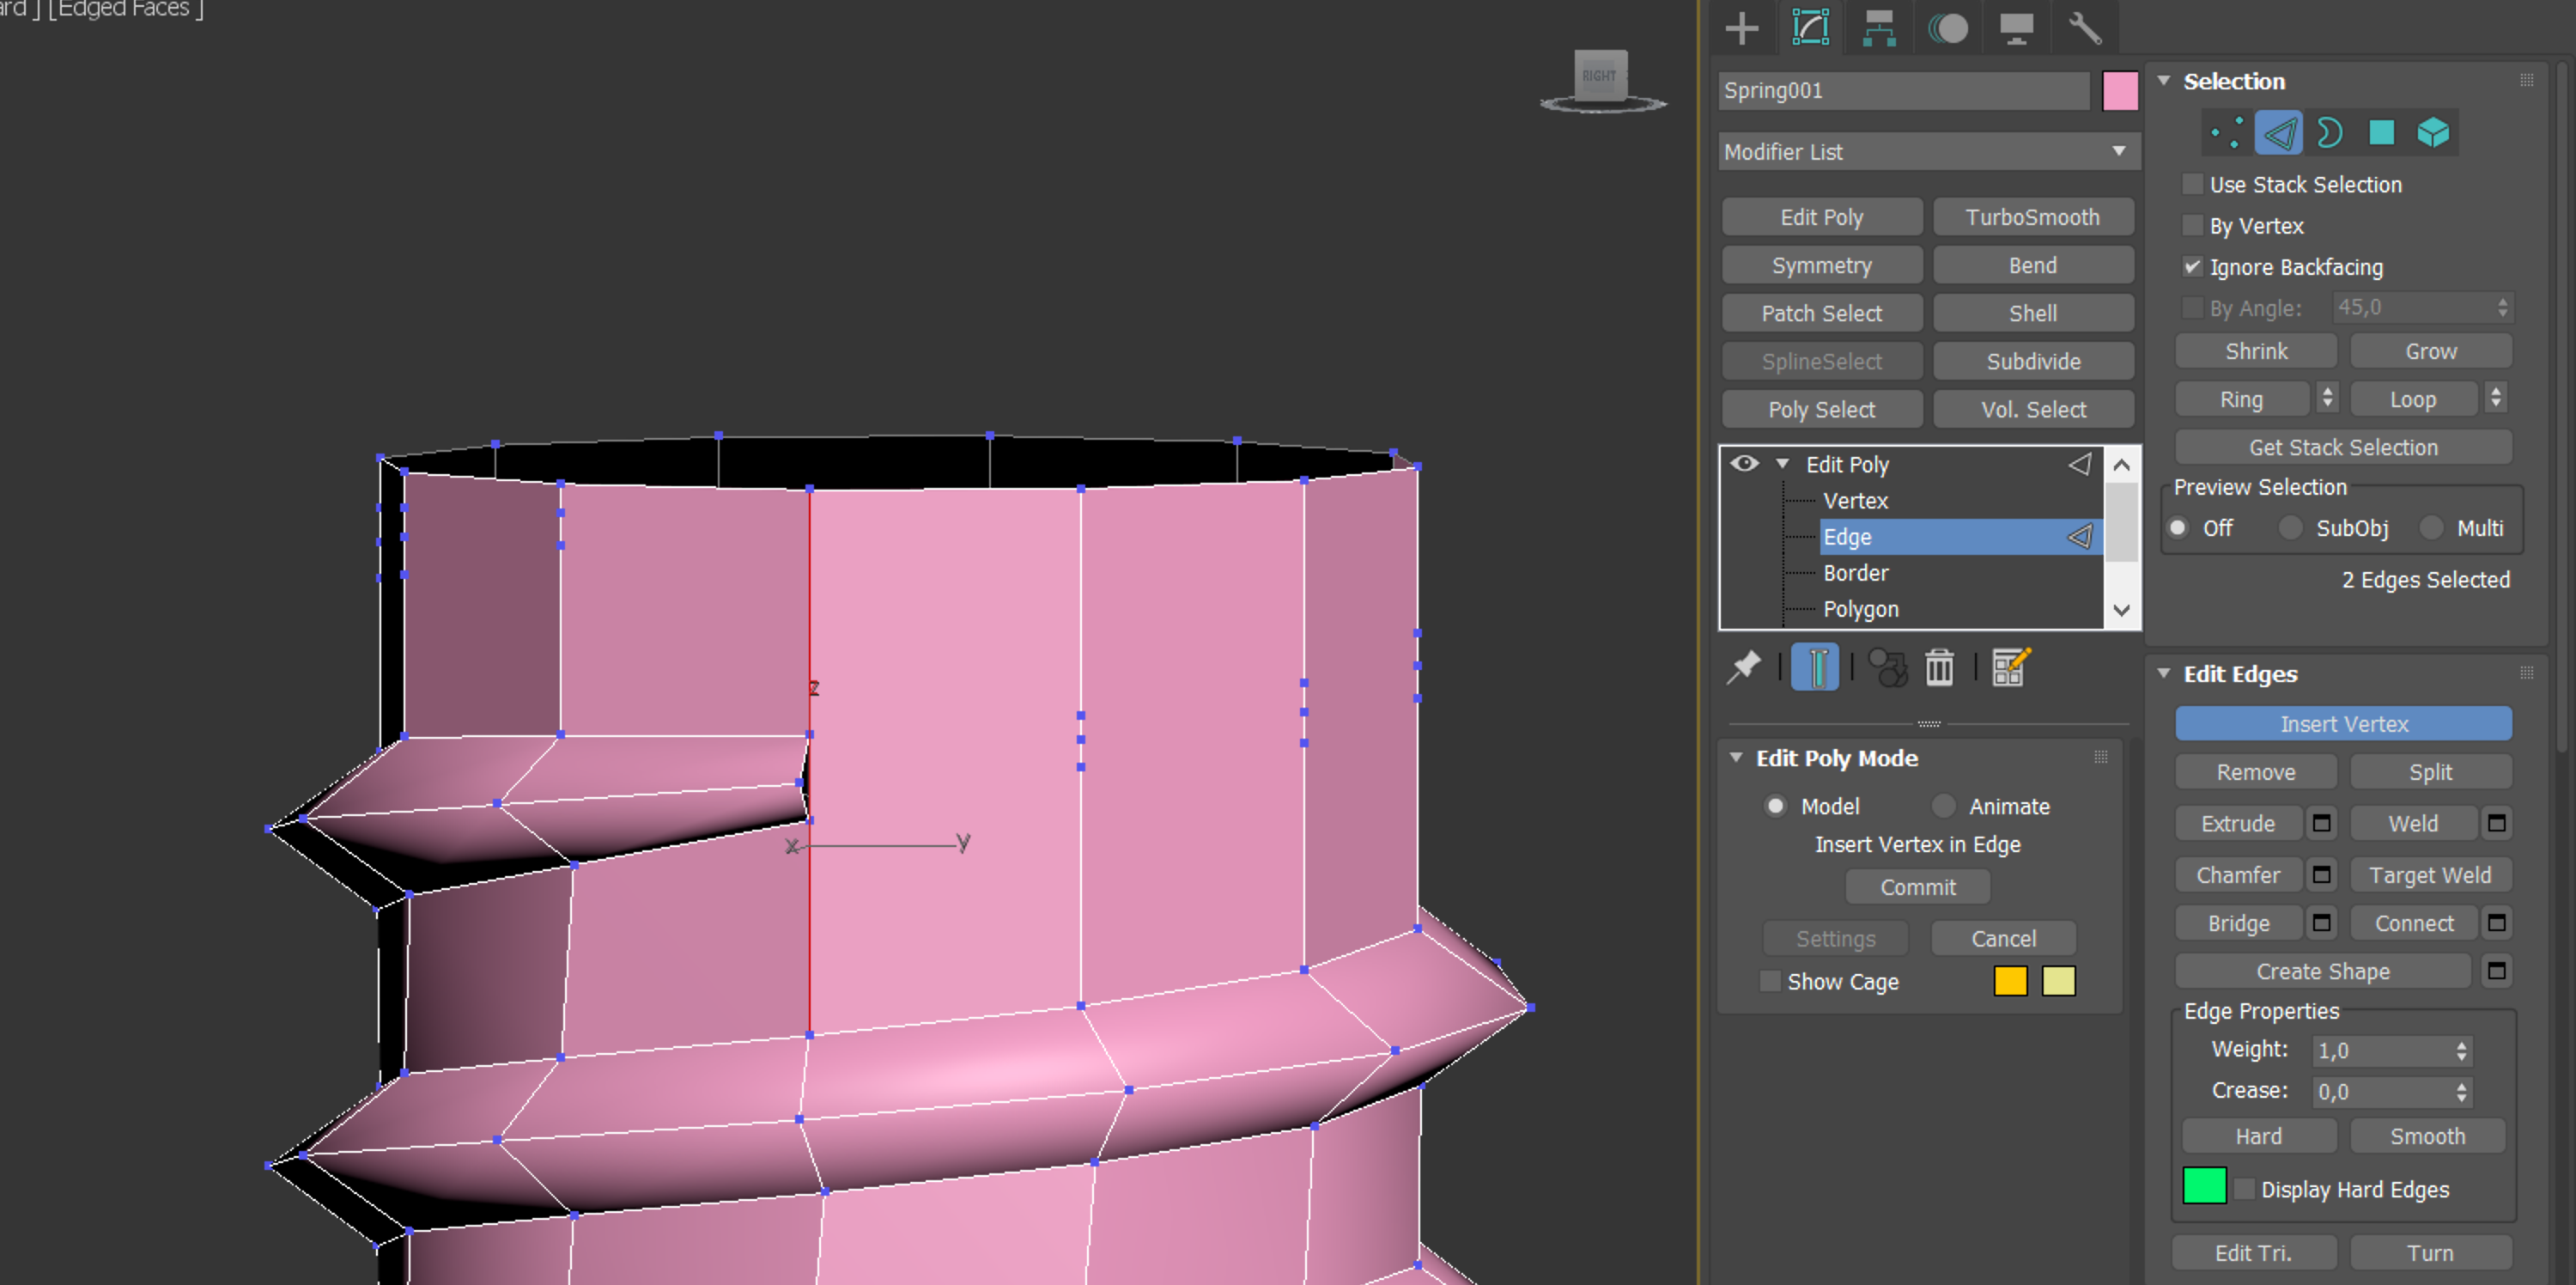 ard ] [Edged Faces ]
RIGHT
z
x
y
Spring001
Modifier List
Edit Poly
TurboSmooth
Symmetry
Bend
Patch Select
Shell
SplineSelect
Subdivide
Poly Select
Vol. Select
Edit Poly
Vertex
Edge
Border
Polygon
Edit Poly Mode
Model
Animate
Insert Vertex in Edge
Commit
Settings
Cancel
Show Cage
Selection
Use Stack Selection
By Vertex
Ignore Backfacing
By Angle: 45,0
Shrink
Grow
Ring
Loop
Get Stack Selection
Preview Selection
Off
SubObj
Multi
2 Edges Selected
Edit Edges
Insert Vertex
Remove
Split
Extrude
Weld
Chamfer
Target Weld
Bridge
Connect
Create Shape
Edge Properties
Weight: 1,0
Crease: 0,0
Hard
Smooth
Display Hard Edges
Edit Tri.
Turn